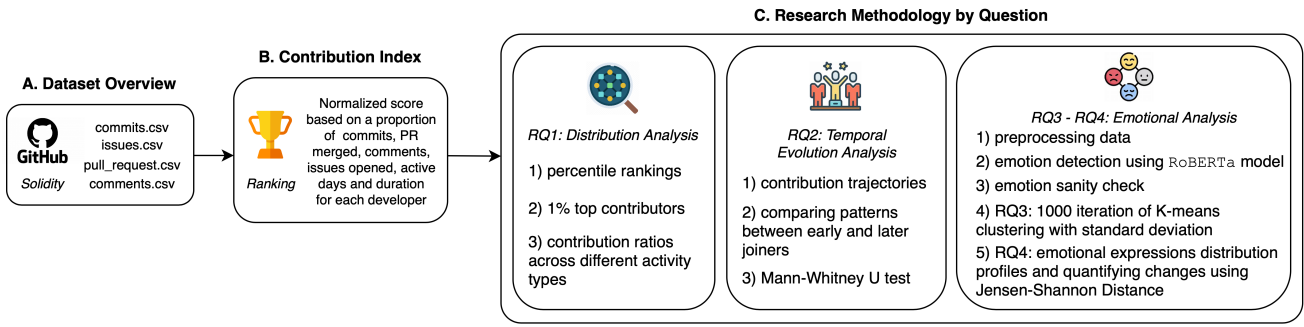 C. Research Methodology by Question
B. Contribution Index
A. Dataset Overview
GitHub
Solidity
commits.csv
issues.csv
pull_request.csv
comments.csv
Ranking
Normalized score
based on a proportion
of commits, PR
merged, comments,
issues opened, active
days and duration
for each developer
RQ1: Distribution Analysis
1) percentile rankings
2) 1% top contributors
3) contribution ratios
across different activity
types
RQ2: Temporal
Evolution Analysis
1) contribution trajectories
2) comparing patterns
between early and later
joiners
3) Mann-Whitney U test
RQ3 - RQ4: Emotional Analysis
1) preprocessing data
2) emotion detection using RoBERTa model
3) emotion sanity check
4) RQ3: 1000 iteration of K-means
clustering with standard deviation
5) RQ4: emotional expressions distribution
profiles and quantifying changes using
Jensen-Shannon Distance